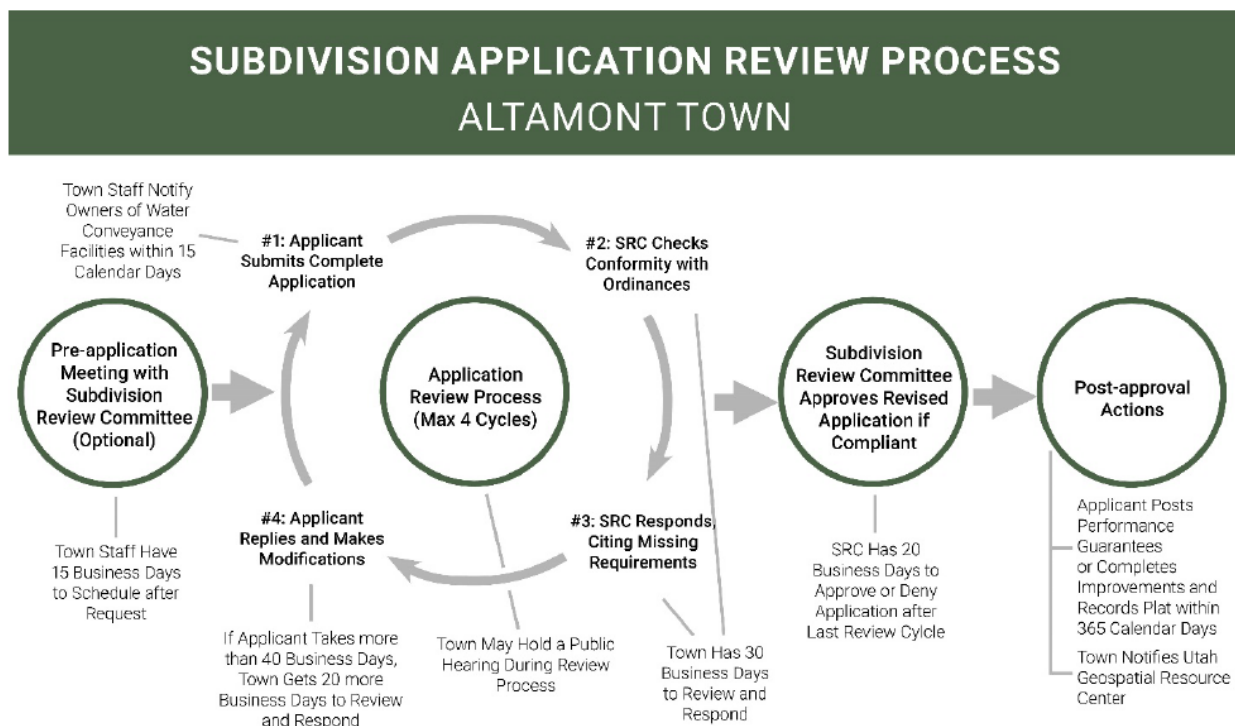 SUBDIVISION APPLICATION REVIEW PROCESS
ALTAMONT TOWN
Town Staff Notify
Owners of Water
Conveyance
Facilities within 15
Calendar Days
#1: Applicant
Submits Complete
Application
#2: SRC Checks
Conformity with
Ordinances
Pre-application
Meeting with
Subdivision
Review Committee
(Optional)
Application
Review Process
(Max 4 Cycles)
Subdivision
Review Committee
Approves Revised
Application if
Compliant
Post-approval
Actions
#4: Applicant
Replies and Makes
Modifications
#3: SRC Responds,
Citing Missing
Requirements
Town Staff Have
15 Business Days
to Schedule after
Request
If Applicant Takes more
than 40 Business Days,
Town Gets 20 more
Business Days to Review
and Respond
Town May Hold a Public
Hearing During Review
Process
Town Has 30
Business Days
to Review and
Respond
SRC Has 20
Business Days to
Approve or Deny
Application after
Last Review Cylcle
Applicant Posts
Performance
Guarantees
or Completes
Improvements and
Records Plat within
365 Calendar Days
Town Notifies Utah
Geospatial Resource
Center